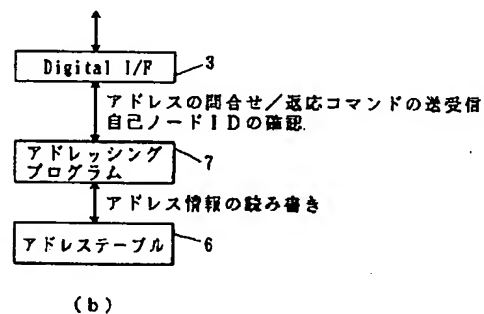 Digital I/F
3
アドレスの問合せ／返応コマンドの送受信
自己ノードIDの確認
アドレッシング
プログラム
7
アドレス情報の読み書き
アドレステーブル
6
(b)